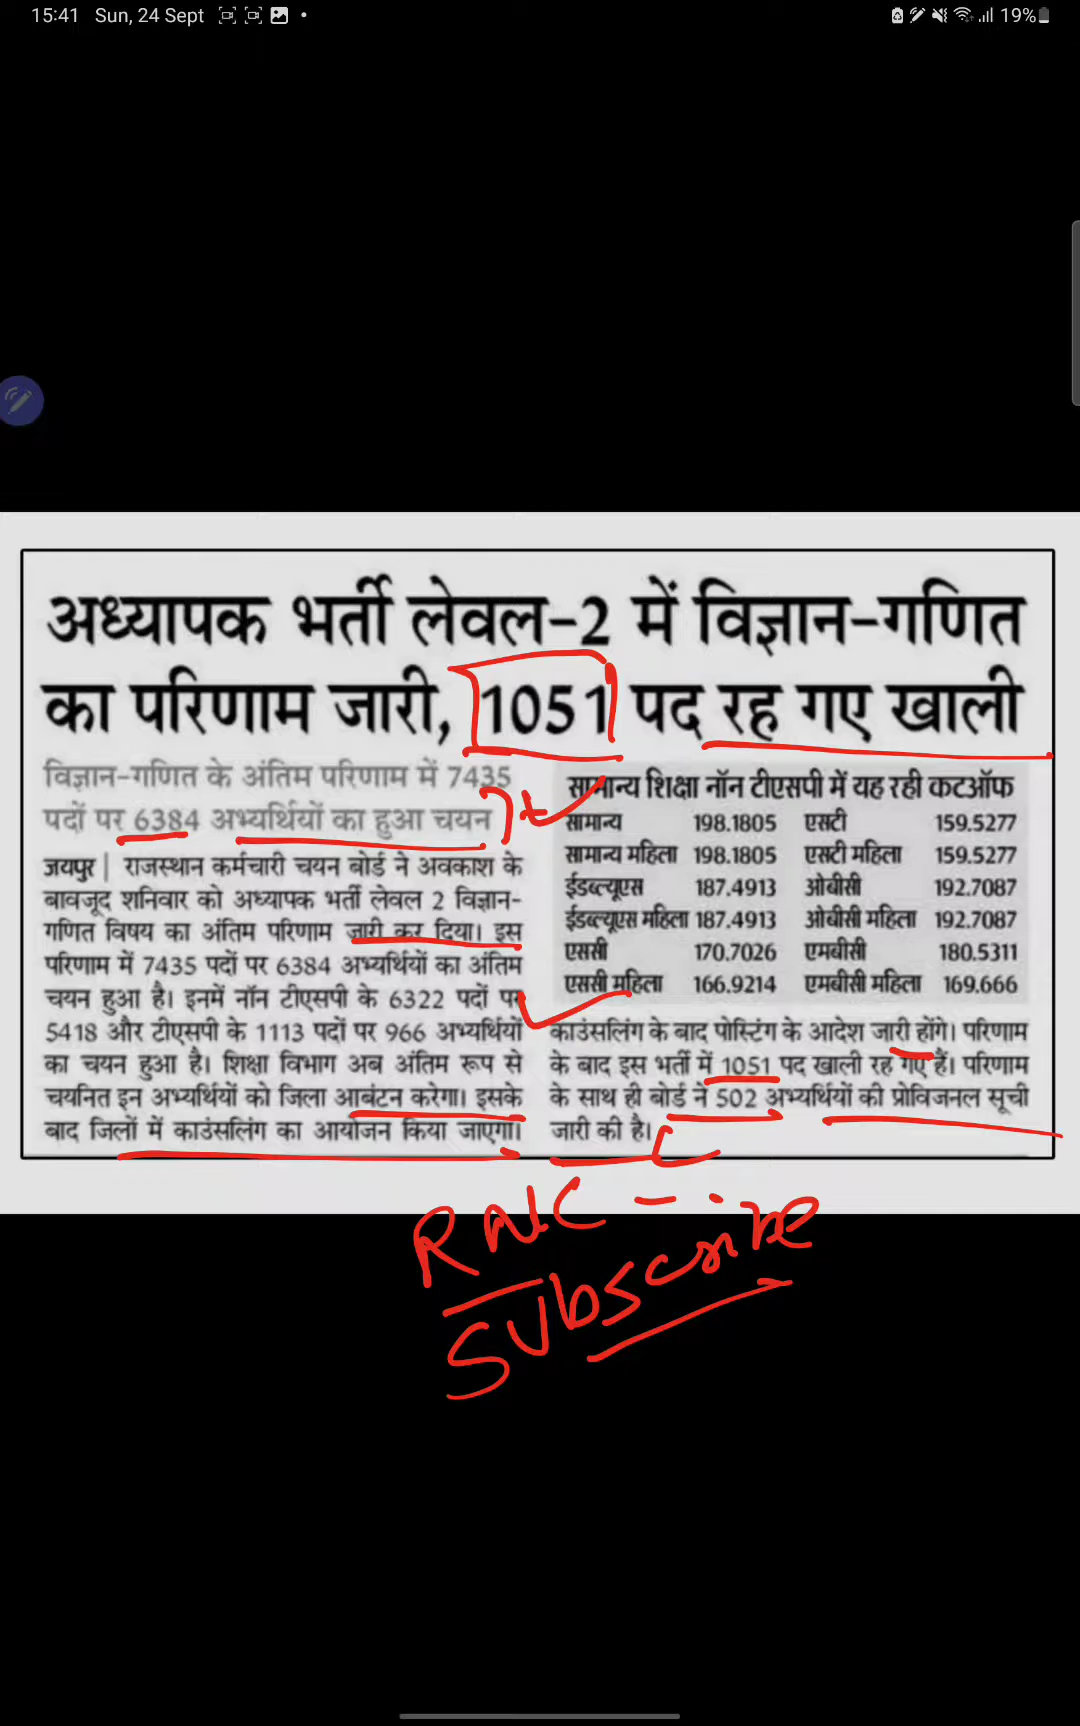 15:41 Sun, 24 Sept
19%
अध्यापक भर्ती लेवल-2 में विज्ञान-गणित
का परिणाम जारी, 1051 पद रह गए खाली
विज्ञान-गणित के अंतिम परिणाम में 7435
पदों पर 6384 अभ्यर्थियों का हुआ चयन
जयपुर | राजस्थान कर्मचारी चयन बोर्ड ने अवकाश के
बावजूद शनिवार को अध्यापक भर्ती लेवल 2 विज्ञान-
गणित विषय का अंतिम परिणाम जारी कर दिया। इस
परिणाम में 7435 पदों पर 6384 अभ्यर्थियों का अंतिम
चयन हुआ है। इनमें नॉन टीएसपी के 6322 पदों पर
5418 और टीएसपी के 1113 पदों पर 966 अभ्यर्थियों
का चयन हुआ है। शिक्षा विभाग अब अंतिम रूप से
चयनित इन अभ्यर्थियों को जिला आबंटन करेगा। इसके
बाद जिलों में काउंसलिंग का आयोजन किया जाएगा।
सामान्य शिक्षा नॉन टीएसपी में यह रही कटऑफ
सामान्य 198.1805 एसटी 159.5277
सामान्य महिला 198.1805 एसटी महिला 159.5277
ईडब्ल्यूएस 187.4913 ओबीसी 192.7087
ईडब्ल्यूएस महिला 187.4913 ओबीसी महिला 192.7087
एससी 170.7026 एमबीसी 180.5311
एससी महिला 166.9214 एमबीसी महिला 169.666
काउंसलिंग के बाद पोस्टिंग के आदेश जारी होंगे। परिणाम
के बाद इस भर्ती में 1051 पद खाली रह गए हैं। परिणाम
के साथ ही बोर्ड ने 502 अभ्यर्थियों की प्रोविजनल सूची
जारी की है।
RNC
Subscribe